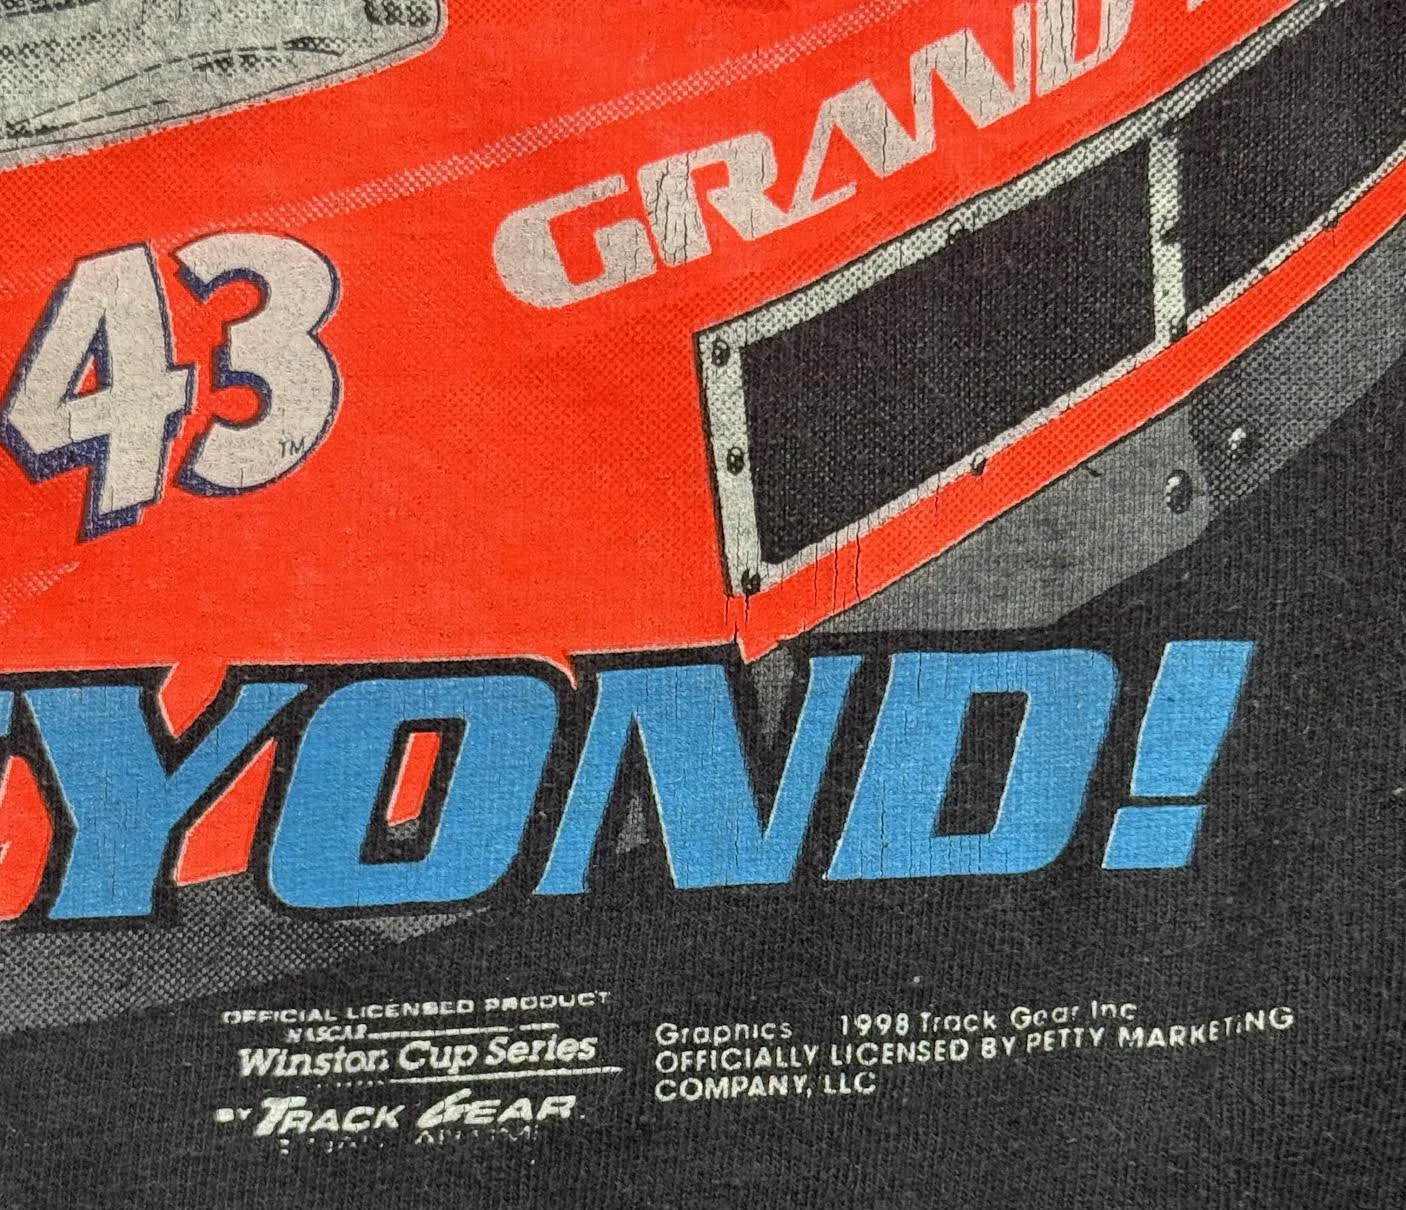 GRAND
43
TM
YOND!
OFFICIAL LICENSED PRODUCT
NASCAR
Winston Cup Series
BY TRACK GEAR
Graphics 1998 Track Gear Inc
OFFICIALLY LICENSED BY PETTY MARKETING
COMPANY, LLC